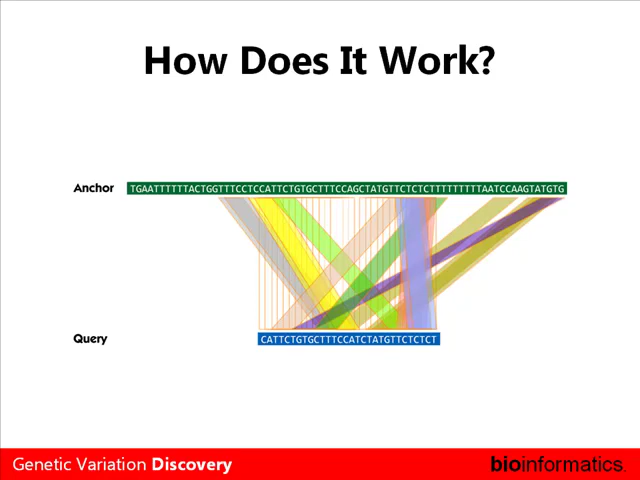 How Does It Work?
Anchor TGAATTTTTTACTGGTTTCCTCCATTCTGTGCTTTCCAGCTATGTTCTCTCTTTTTTTTTAATCCAAGTATGTG
Query CATTCTGTGCTTTCCATCTATGTTCTCTCT
Genetic Variation Discovery bioinformatics.